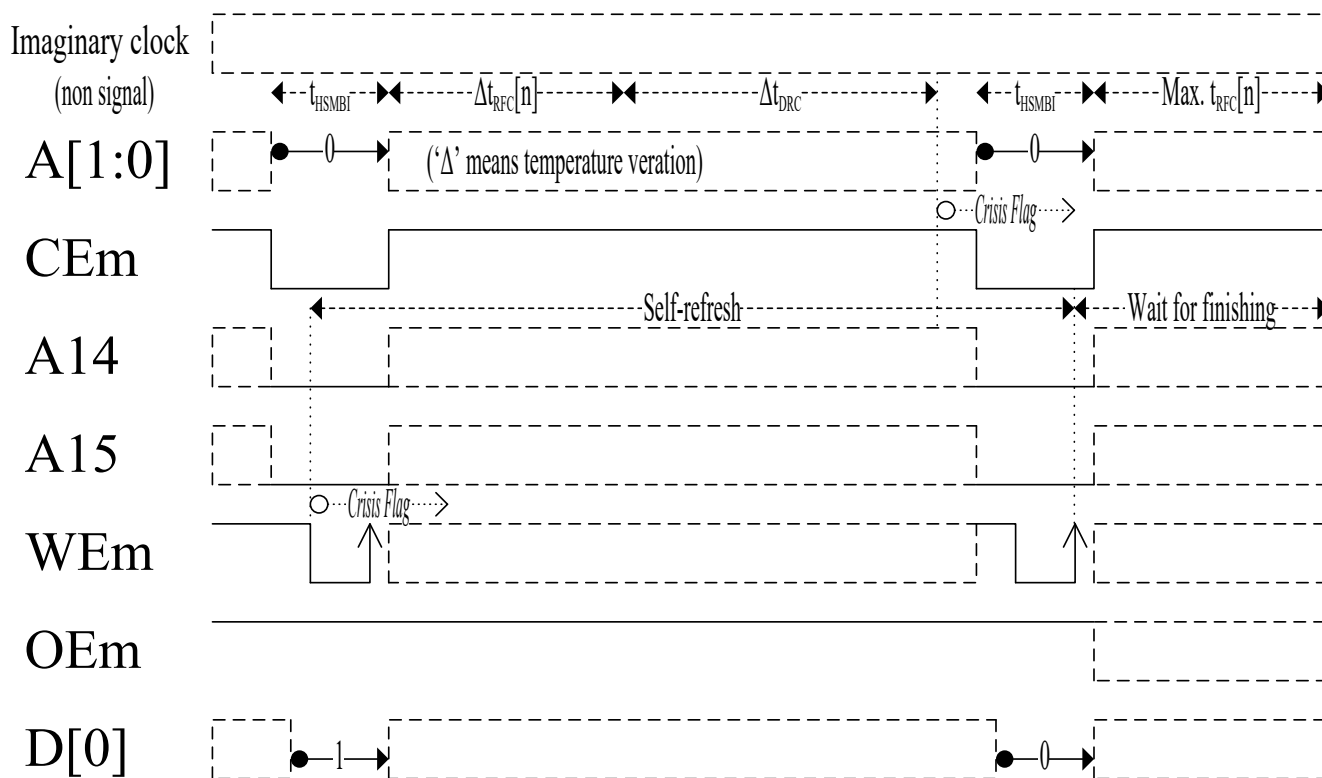 Imaginary clock
(non signal)
tHSMBI ΔtRFC[n] ΔtDRC tHSMBI Max. tRFC[n]
A[1:0] 0 (‘Δ’ means temperature veration) 0
Crisis Flag
CEm
Self-refresh Wait for finishing
A14
A15
Crisis Flag
WEm
OEm
D[0] 1 0